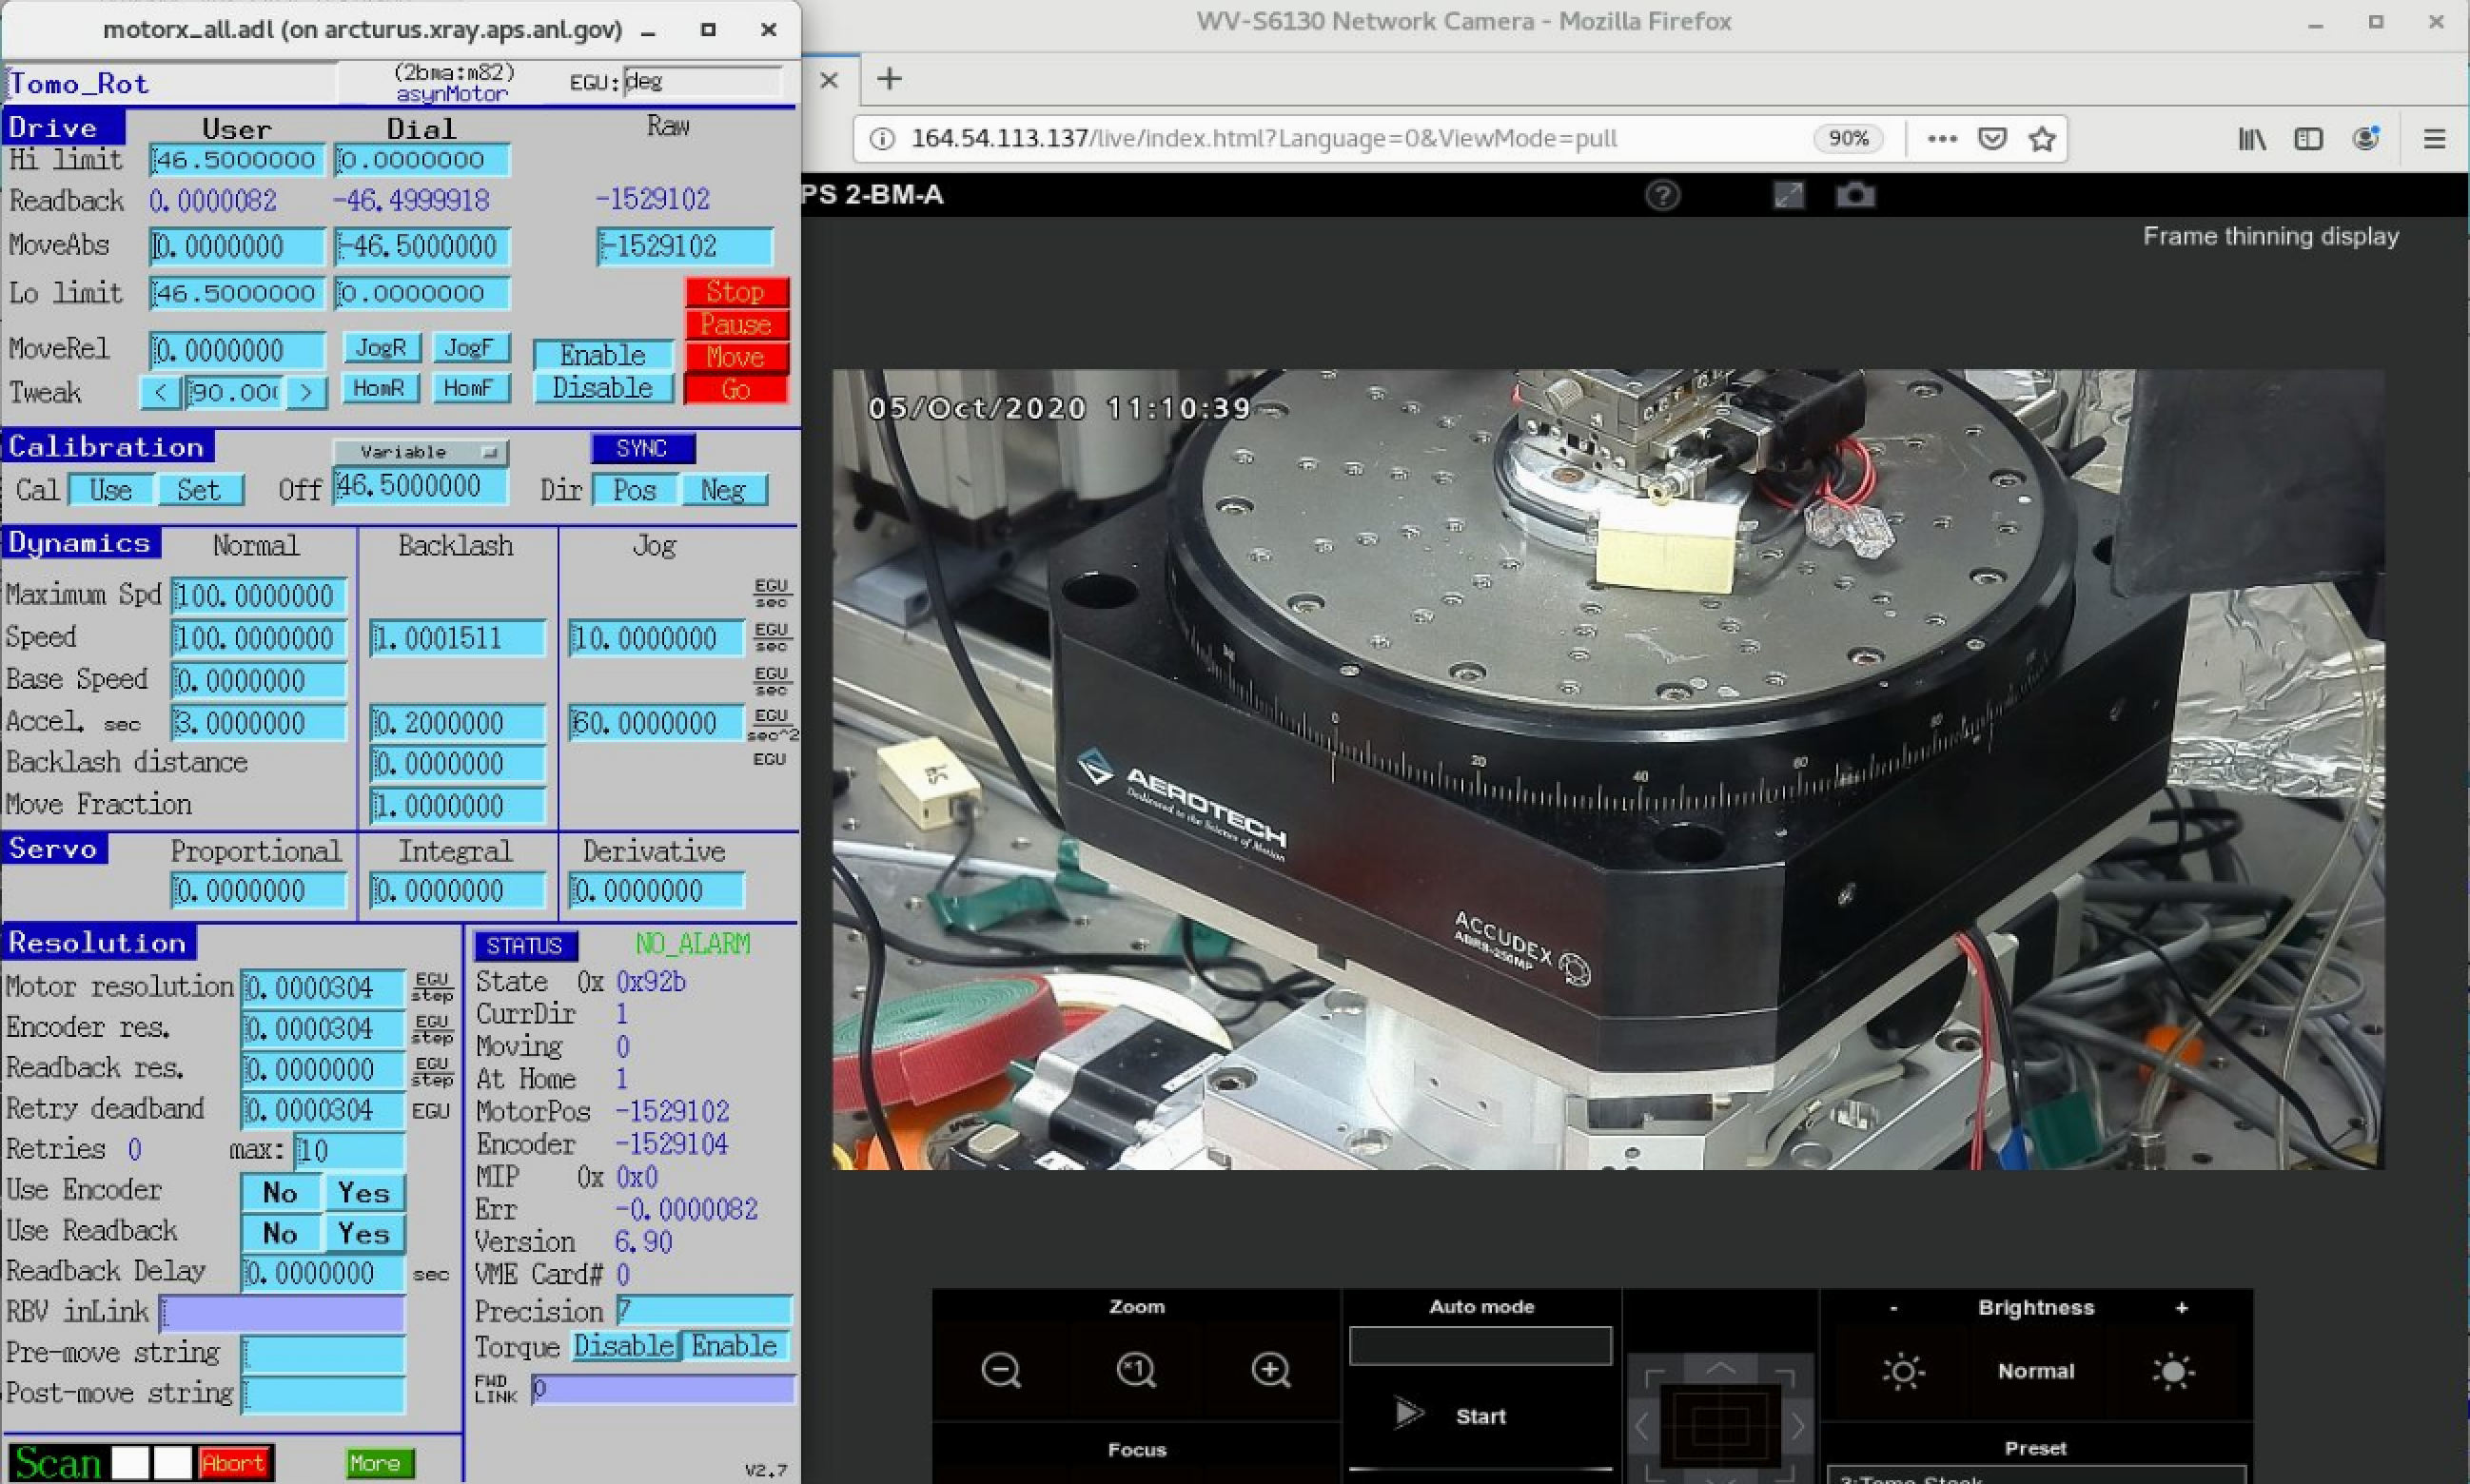 motorx_all.adl (on arcturus.xray.aps.anl.gov)
Tomo_Rot (2bma:m82) EGU: deg
asynMotor
Drive User Dial Raw
Hi limit 46.5000000 0.0000000
Readback 0.0000082 -46.4999918 -1529102
MoveAbs 0.0000000 -46.5000000 -1529102
Lo limit 46.5000000 0.0000000 Stop
Pause
MoveRel 0.0000000 JogR JogF Enable Move
Tweak < 90.00 > HomR HomF Disable Go
Calibration Variable SYNC
Cal Use Set Off 46.5000000 Dir Pos Neg
Dynamics Normal Backlash Jog
Maximum Spd 100.0000000 EGU sec
Speed 100.0000000 1.0001511 10.0000000 EGU sec
Base Speed 0.0000000 EGU sec
Accel. sec 3.0000000 0.2000000 60.0000000 EGU sec^2
Backlash distance 0.0000000 EGU
Move Fraction 1.0000000
Servo Proportional Integral Derivative
0.0000000 0.0000000 0.0000000
Resolution
Motor resolution 0.0000304 EGU step
Encoder res. 0.0000304 EGU step
Readback res. 0.0000000 EGU step
Retry deadband 0.0000304 EGU
Retries 0 max: 10
Use Encoder No Yes
Use Readback No Yes
Readback Delay 0.0000000 sec
RBV inLink
Pre-move string
Post-move string
Scan Abort More
STATUS NO_ALARM
State 0x 0x92b
CurrDir 1
Moving 0
At Home 1
MotorPos -1529102
Encoder -1529104
MIP 0x 0x0
Err -0.0000082
Version 6.90
VME Card# 0
Precision 7
Torque Disable Enable
FWD LINK 0
V2.7
WV-S6130 Network Camera - Mozilla Firefox
164.54.113.137/live/index.html?Language=0&ViewMode=pull 90%
PS 2-BM-A
Frame thinning display
05/Oct/2020 11:10:39
0 20 40 60 80
AEROTECH
Dedicated to the Science of Motion
ACCUDEX
Zoom Auto mode - Brightness +
×1 Normal
Start
Focus Preset